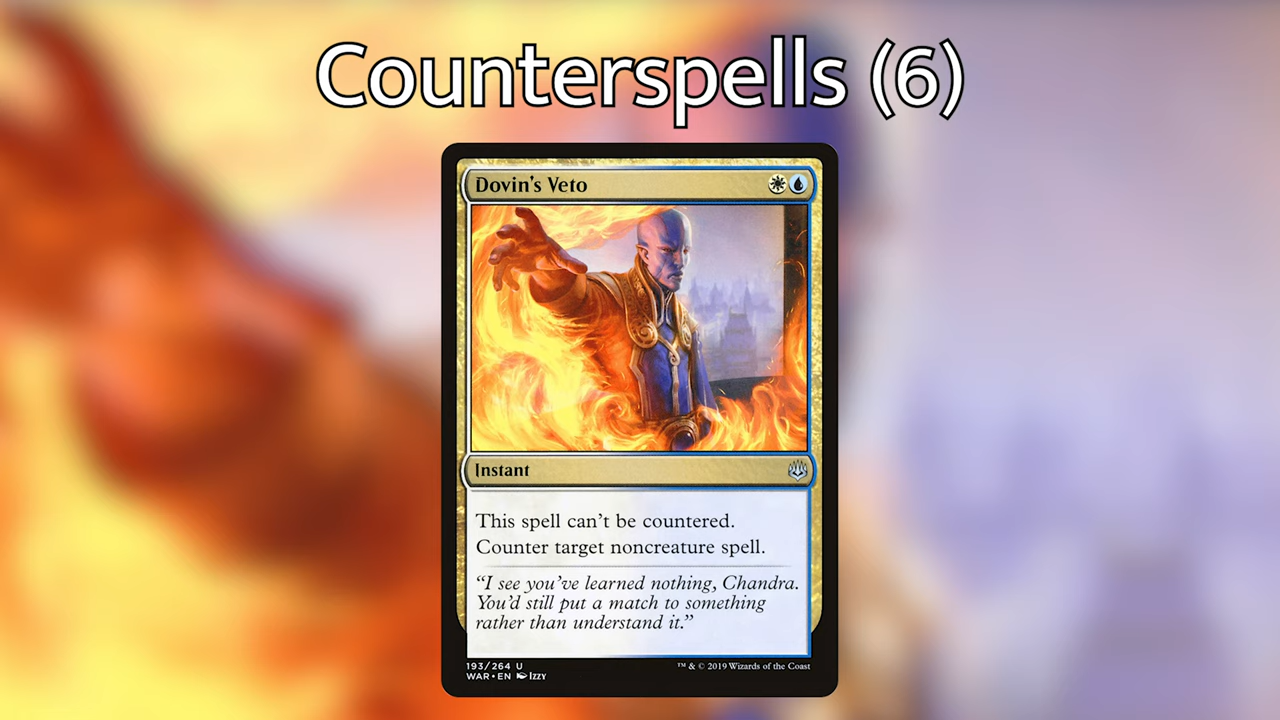 Counterspells (6)
Dovin's Veto
Instant
This spell can't be countered.
Counter target noncreature spell.
“I see you've learned nothing, Chandra.
You'd still put a match to something
rather than understand it.”
193/264 U
™ & © 2019 Wizards of the Coast
WAR • EN Izzy